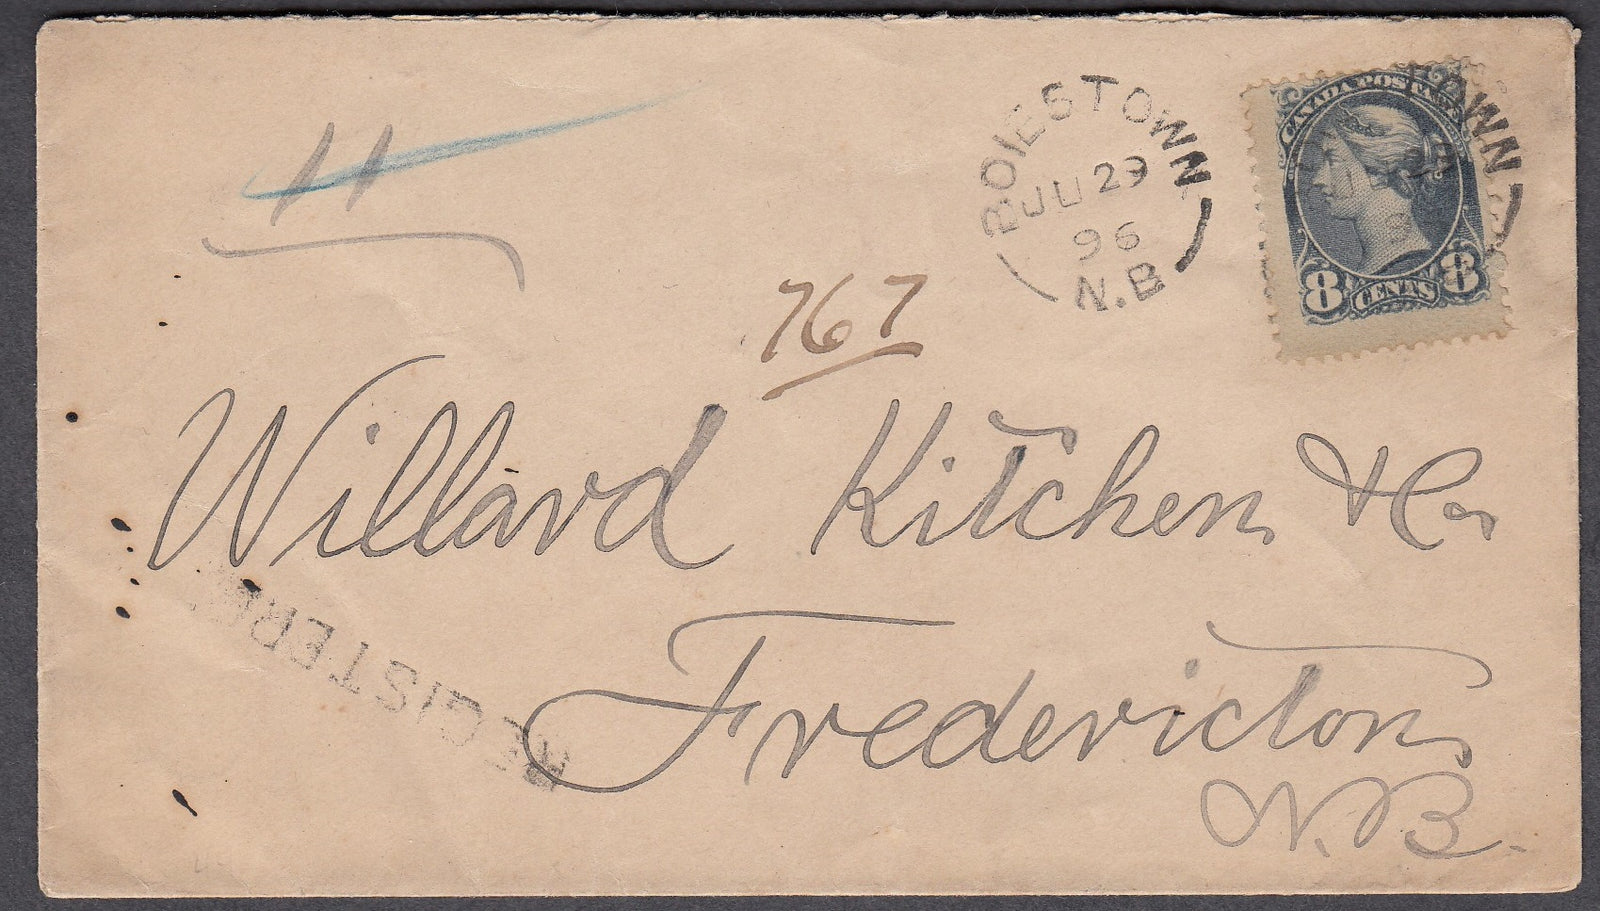 11
BOIESTOWN
JU 29
96
N.B
CANADA POSTAGE
8 CENTS 8
767
Willard Kitchen & Co
REGISTERED
Fredericton
N.B.